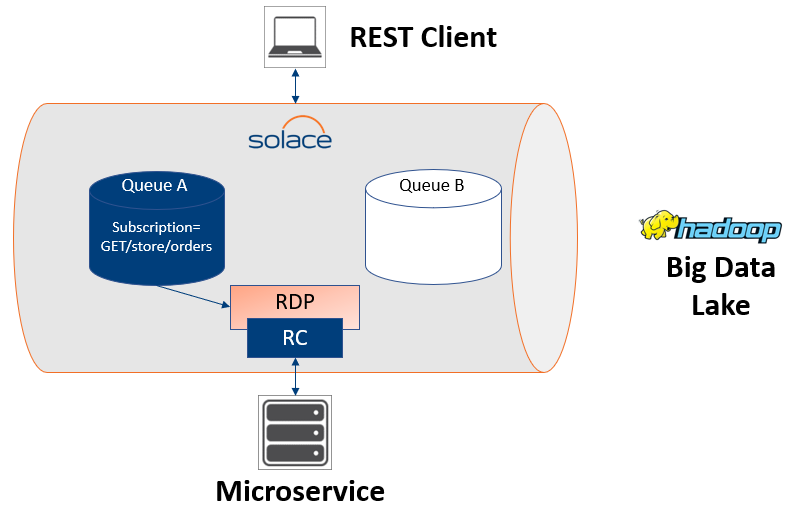 REST Client
solace
Queue A
Subscription=
GET/store/orders
Queue B
hadoop
Big Data
Lake
RDP
RC
Microservice